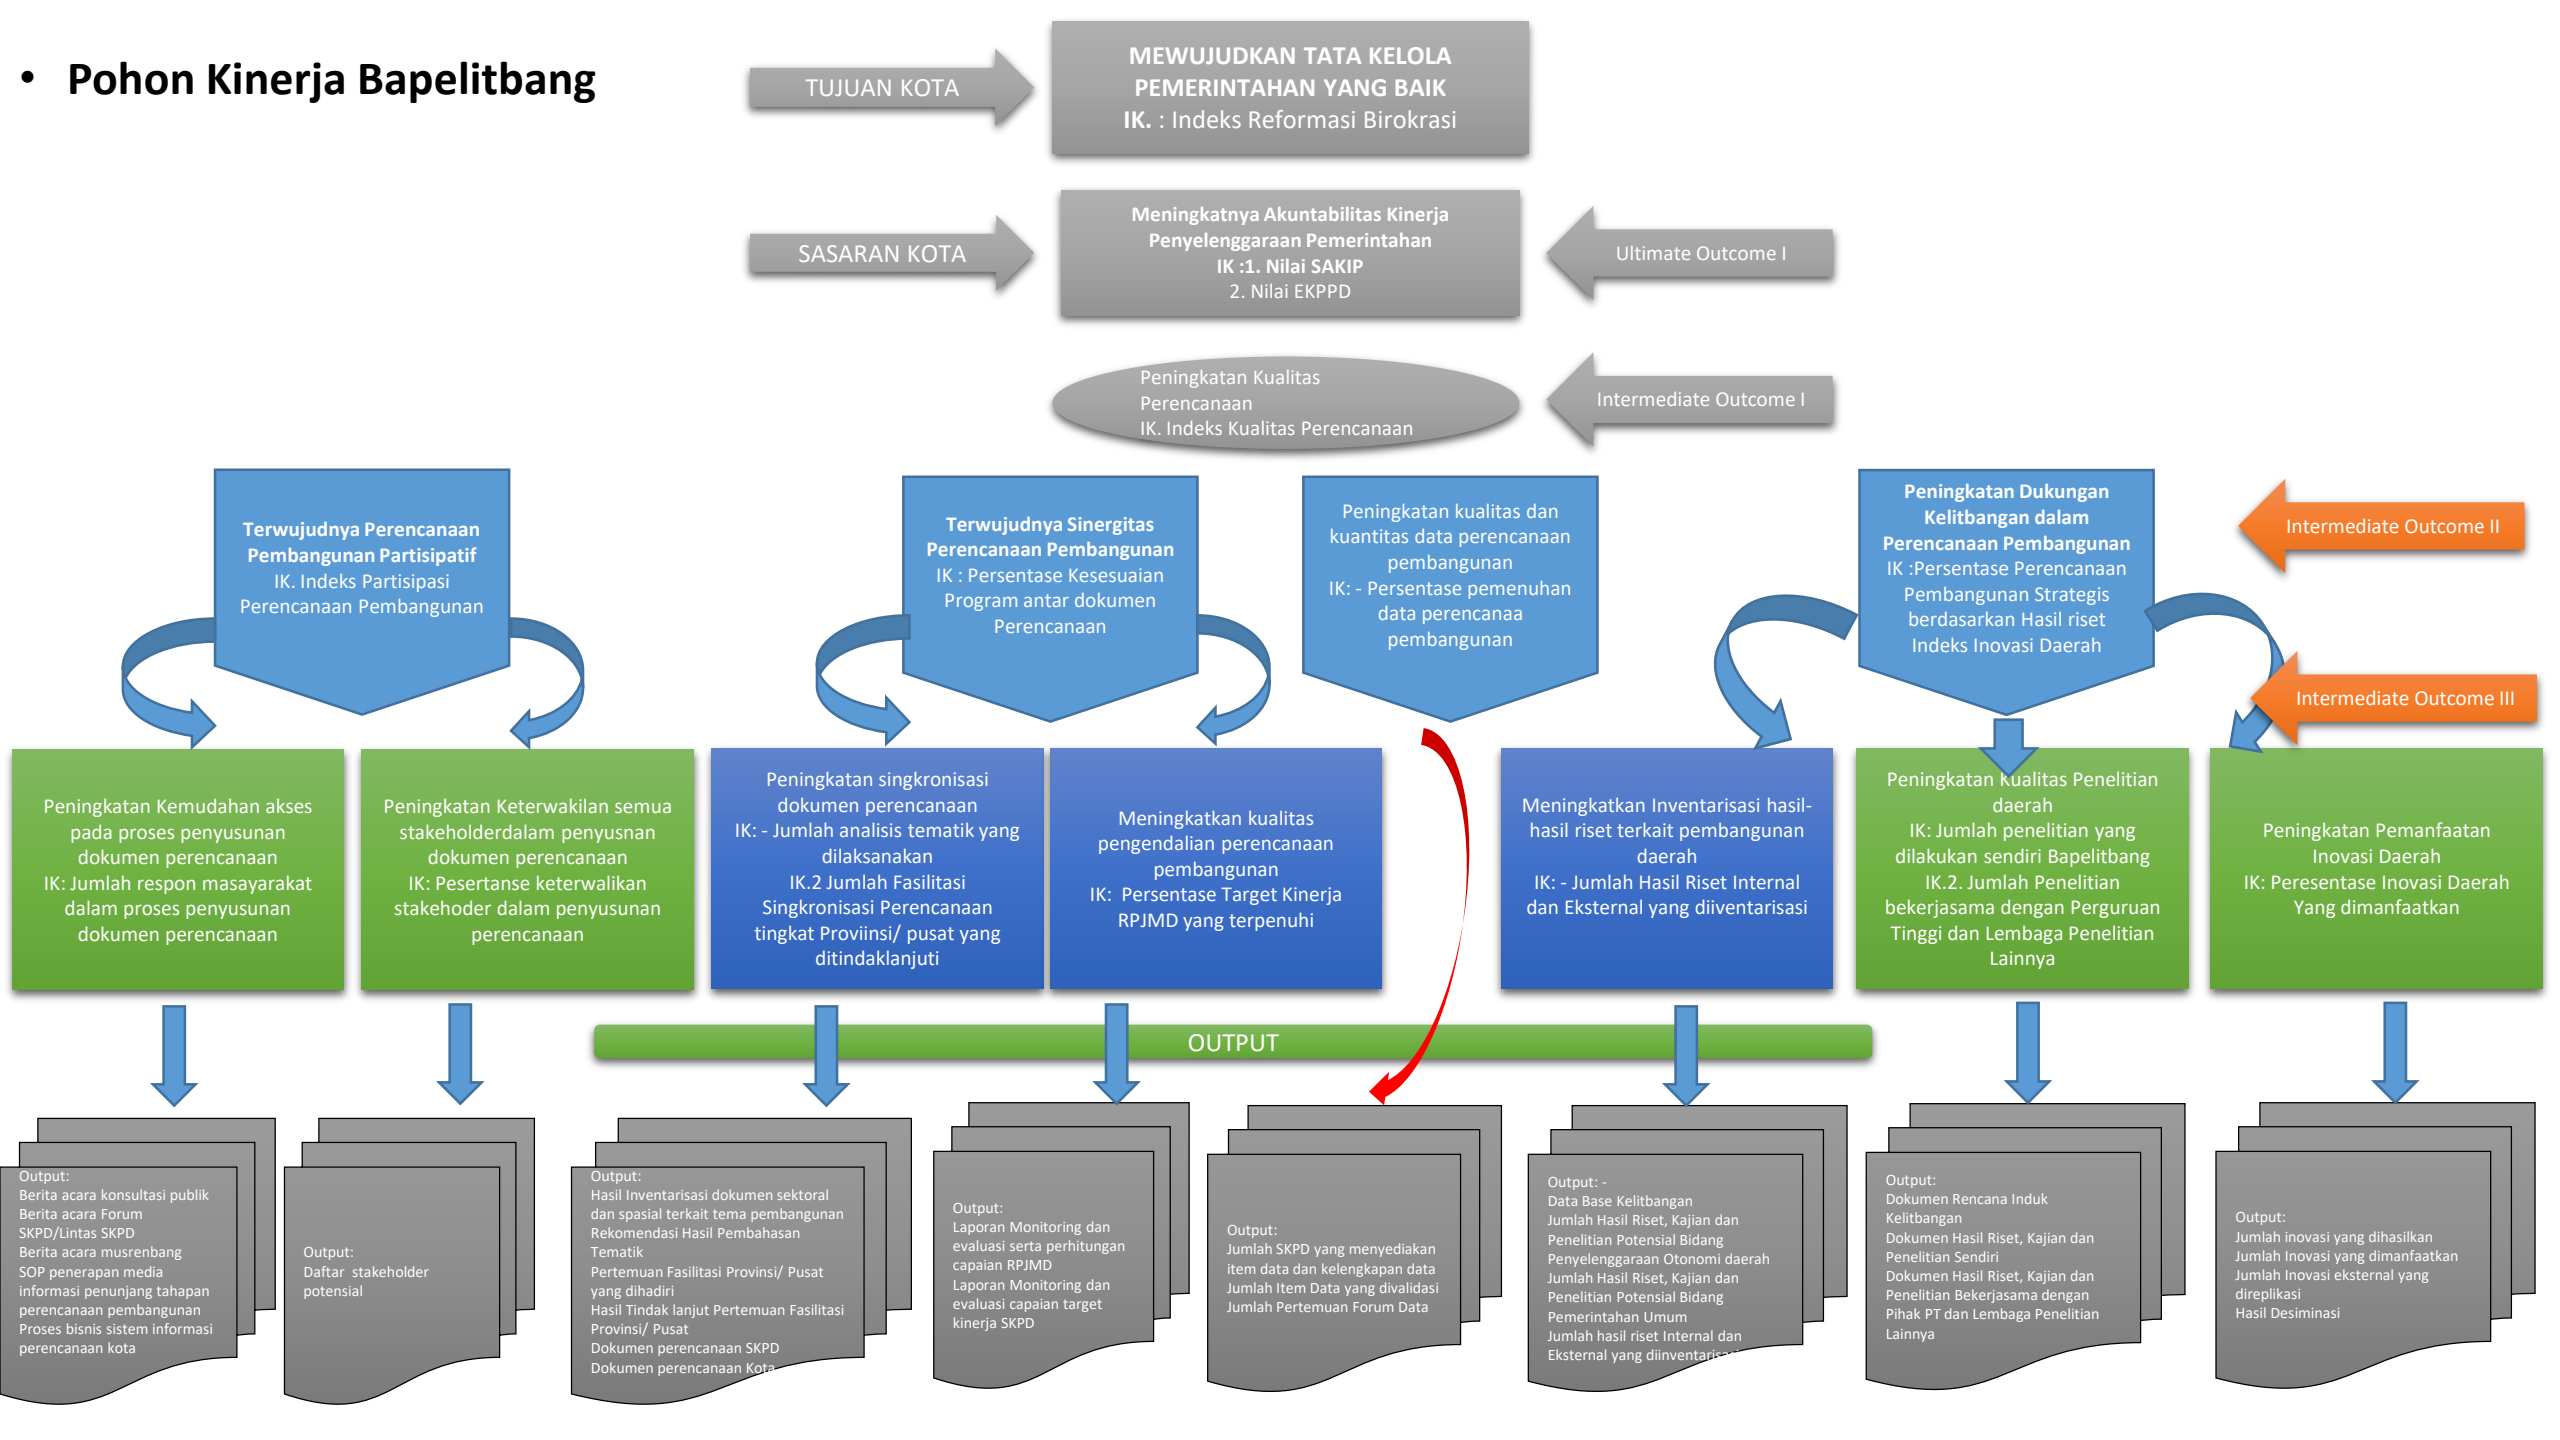 • Pohon Kinerja Bapelitbang
TUJUAN KOTA
MEWUJUDKAN TATA KELOLA
PEMERINTAHAN YANG BAIK
IK. : Indeks Reformasi Birokrasi
SASARAN KOTA
Meningkatnya Akuntabilitas Kinerja
Penyelenggaraan Pemerintahan
IK :1. Nilai SAKIP
2. Nilai EKPPD
Ultimate Outcome I
Peningkatan Kualitas
Perencanaan
IK. Indeks Kualitas Perencanaan
Intermediate Outcome I
Terwujudnya Perencanaan
Pembangunan Partisipatif
IK. Indeks Partisipasi
Perencanaan Pembangunan
Terwujudnya Sinergitas
Perencanaan Pembangunan
IK : Persentase Kesesuaian
Program antar dokumen
Perencanaan
Peningkatan kualitas dan
kuantitas data perencanaan
pembangunan
IK: - Persentase pemenuhan
data perencanaa
pembangunan
Peningkatan Dukungan
Kelitbangan dalam
Perencanaan Pembangunan
IK :Persentase Perencanaan
Pembangunan Strategis
berdasarkan Hasil riset
Indeks Inovasi Daerah
Intermediate Outcome II
Intermediate Outcome III
Peningkatan Kemudahan akses
pada proses penyusunan
dokumen perencanaan
IK: Jumlah respon masayarakat
dalam proses penyusunan
dokumen perencanaan
Peningkatan Keterwakilan semua
stakeholderdalam penyusnan
dokumen perencanaan
IK: Pesertanse keterwalikan
stakehoder dalam penyusunan
perencanaan
Peningkatan singkronisasi
dokumen perencanaan
IK: - Jumlah analisis tematik yang
dilaksanakan
IK.2 Jumlah Fasilitasi
Singkronisasi Perencanaan
tingkat Proviinsi/ pusat yang
ditindaklanjuti
Meningkatkan kualitas
pengendalian perencanaan
pembangunan
IK: Persentase Target Kinerja
RPJMD yang terpenuhi
Meningkatkan Inventarisasi hasil-
hasil riset terkait pembangunan
daerah
IK: - Jumlah Hasil Riset Internal
dan Eksternal yang diiventarisasi
Peningkatan Kualitas Penelitian
daerah
IK: Jumlah penelitian yang
dilakukan sendiri Bapelitbang
IK.2. Jumlah Penelitian
bekerjasama dengan Perguruan
Tinggi dan Lembaga Penelitian
Lainnya
Peningkatan Pemanfaatan
Inovasi Daerah
IK: Peresentase Inovasi Daerah
Yang dimanfaatkan
OUTPUT
Output:
Berita acara konsultasi publik
Berita acara Forum
SKPD/Lintas SKPD
Berita acara musrenbang
SOP penerapan media
informasi penunjang tahapan
perencanaan pembangunan
Proses bisnis sistem informasi
perencanaan kota
Output:
Daftar stakeholder
potensial
Output:
Hasil Inventarisasi dokumen sektoral
dan spasial terkait tema pembangunan
Rekomendasi Hasil Pembahasan
Tematik
Pertemuan Fasilitasi Provinsi/ Pusat
yang dihadiri
Hasil Tindak lanjut Pertemuan Fasilitasi
Provinsi/ Pusat
Dokumen perencanaan SKPD
Dokumen perencanaan Kota
Output:
Laporan Monitoring dan
evaluasi serta perhitungan
capaian RPJMD
Laporan Monitoring dan
evaluasi capaian target
kinerja SKPD
Output:
Jumlah SKPD yang menyediakan
item data dan kelengkapan data
Jumlah Item Data yang divalidasi
Jumlah Pertemuan Forum Data
Output: -
Data Base Kelitbangan
Jumlah Hasil Riset, Kajian dan
Penelitian Potensial Bidang
Penyelenggaraan Otonomi daerah
Jumlah Hasil Riset, Kajian dan
Penelitian Potensial Bidang
Pemerintahan Umum
Jumlah hasil riset Internal dan
Eksternal yang diinventarisasi
Output:
Dokumen Rencana Induk
Kelitbangan
Dokumen Hasil Riset, Kajian dan
Penelitian Sendiri
Dokumen Hasil Riset, Kajian dan
Penelitian Bekerjasama dengan
Pihak PT dan Lembaga Penelitian
Lainnya
Output:
Jumlah inovasi yang dihasilkan
Jumlah Inovasi yang dimanfaatkan
Jumlah Inovasi eksternal yang
direplikasi
Hasil Desiminasi